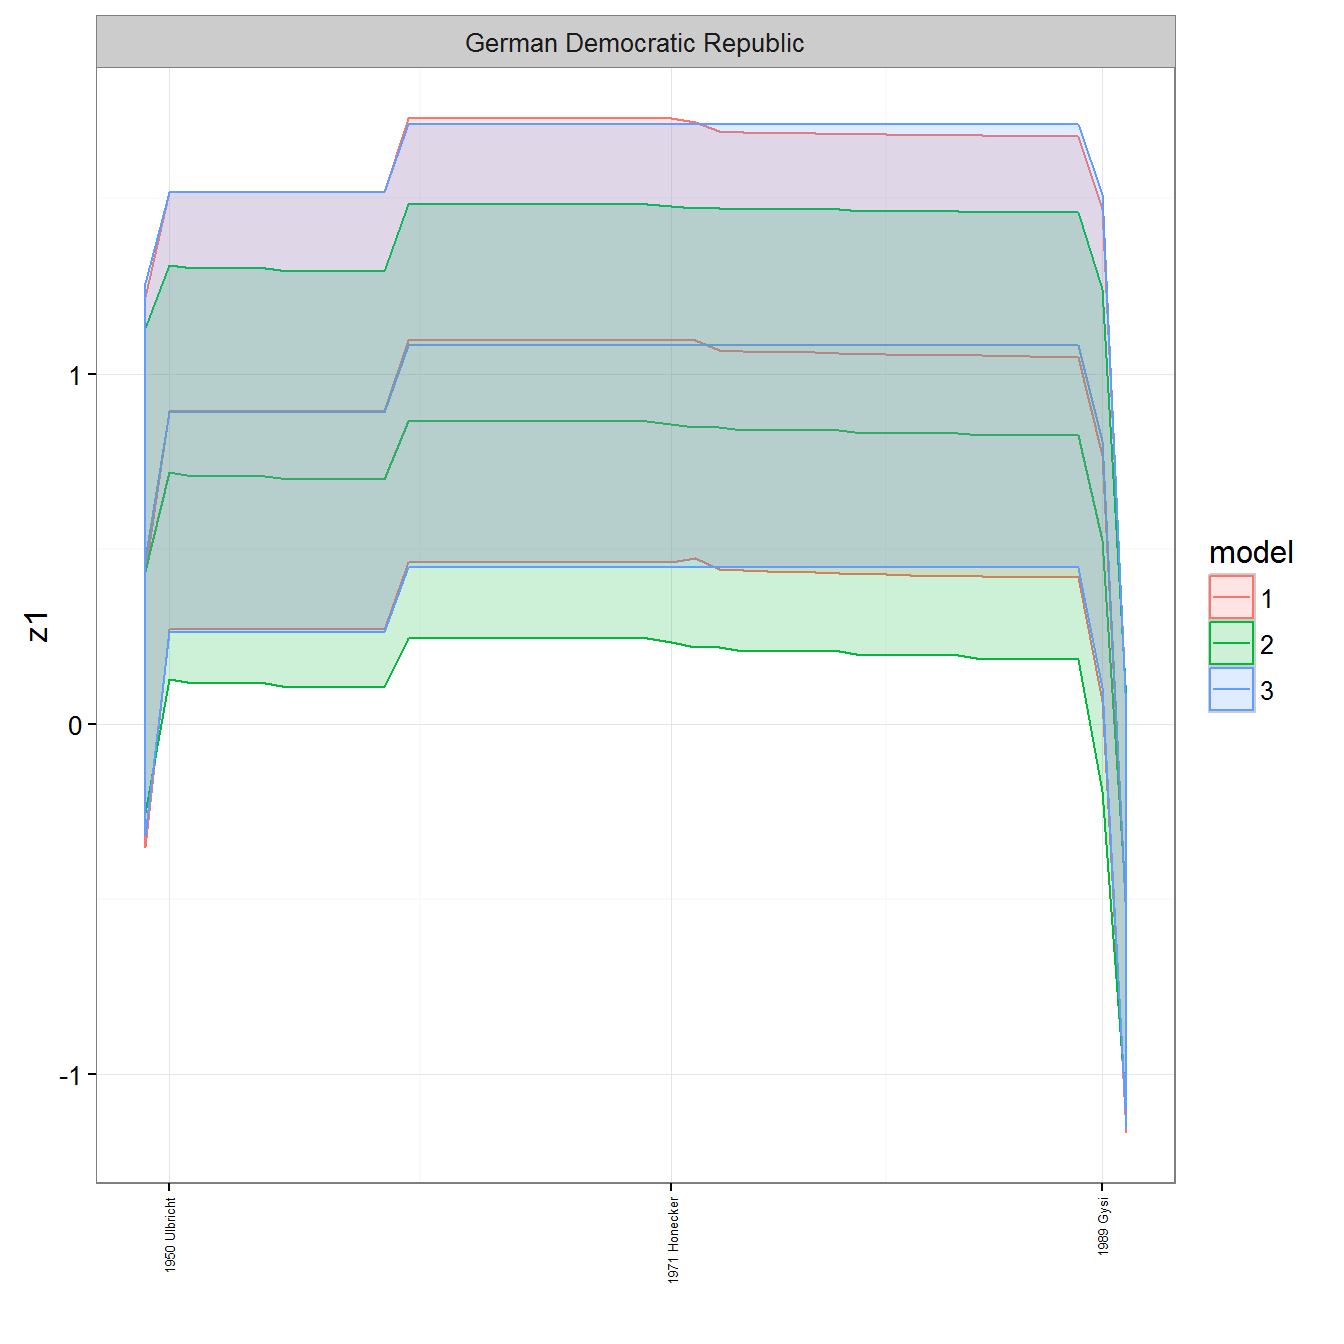 German Democratic Republic
z1
1
0
-1
1950 Ulbricht
1971 Honecker
1989 Gysi
model
1
2
3